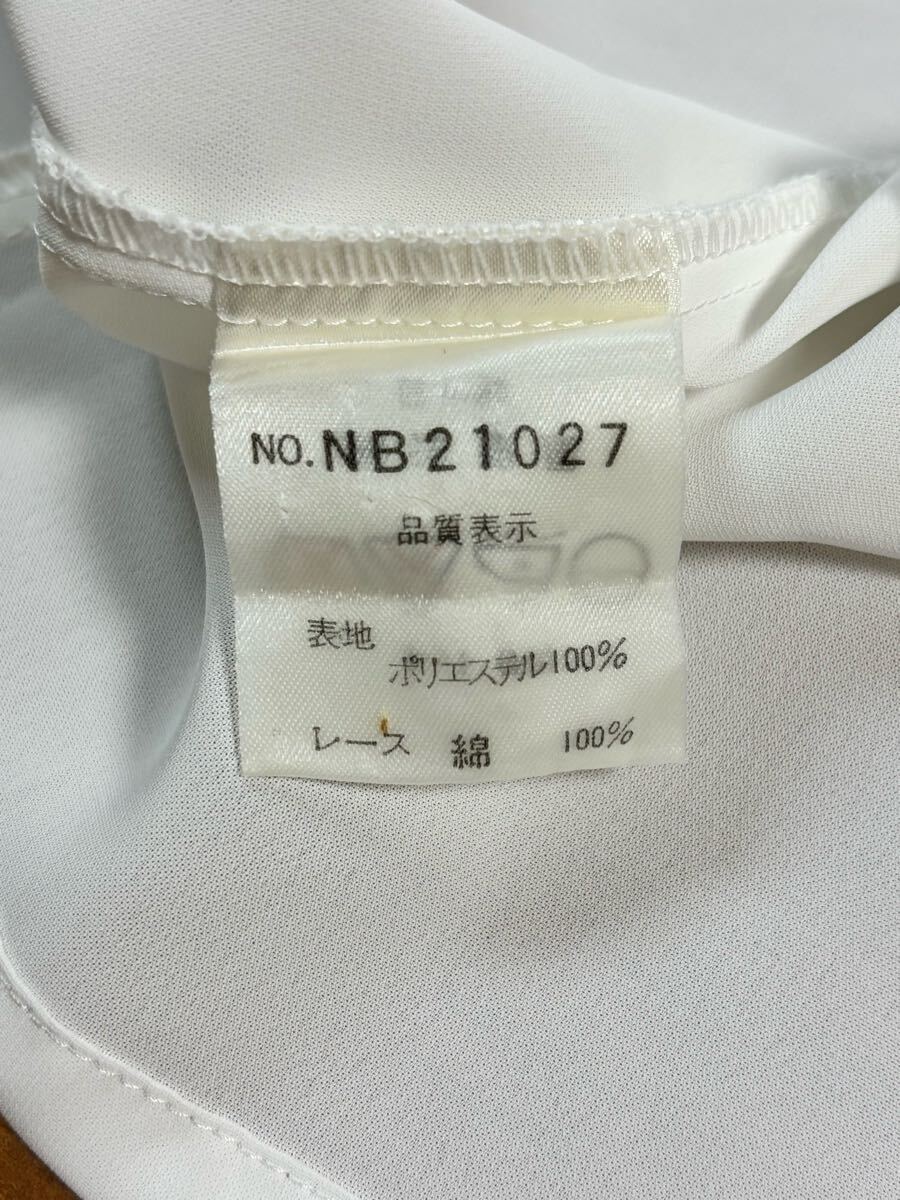 NO. NB21027
品質表示
表地
ポリエステル100%
レース 綿 100%